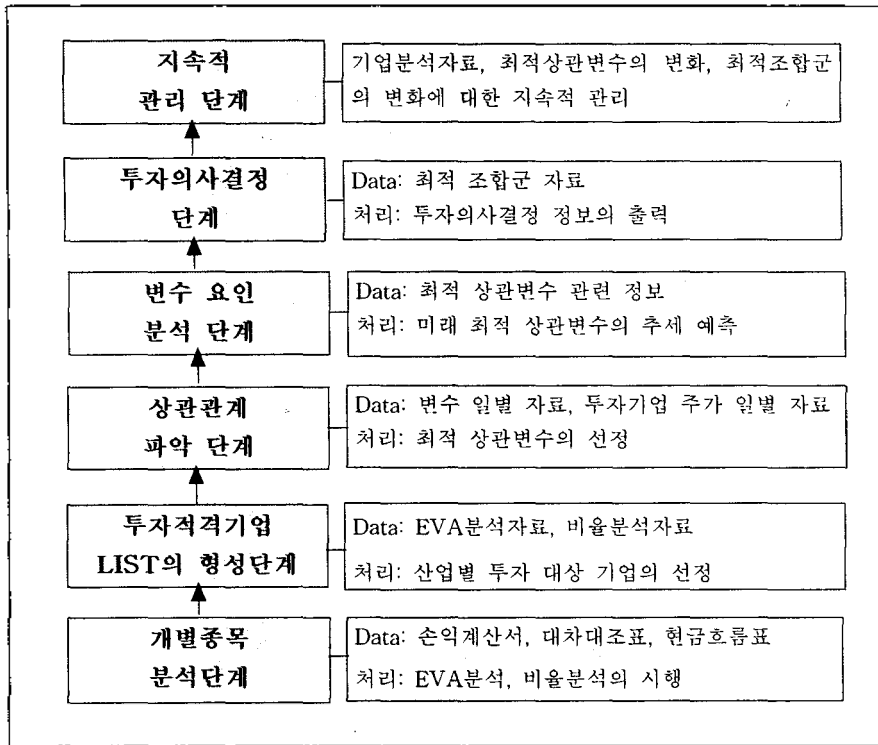 지속적
관리 단계
기업분석자료, 최적상관변수의 변화, 최적조합군
의 변화에 대한 지속적 관리
투자의사결정
단계
Data: 최적 조합군 자료
처리: 투자의사결정 정보의 출력
변수 요인
분석 단계
Data: 최적 상관변수 관련 정보
처리: 미래 최적 상관변수의 추세 예측
상관관계
파악 단계
Data: 변수 일별 자료, 투자기업 주가 일별 자료
처리: 최적 상관변수의 선정
투자적격기업
LIST의 형성단계
Data: EVA분석자료, 비율분석자료
처리: 산업별 투자 대상 기업의 선정
개별종목
분석단계
Data: 손익계산서, 대차대조표, 현금흐름표
처리: EVA분석, 비율분석의 시행